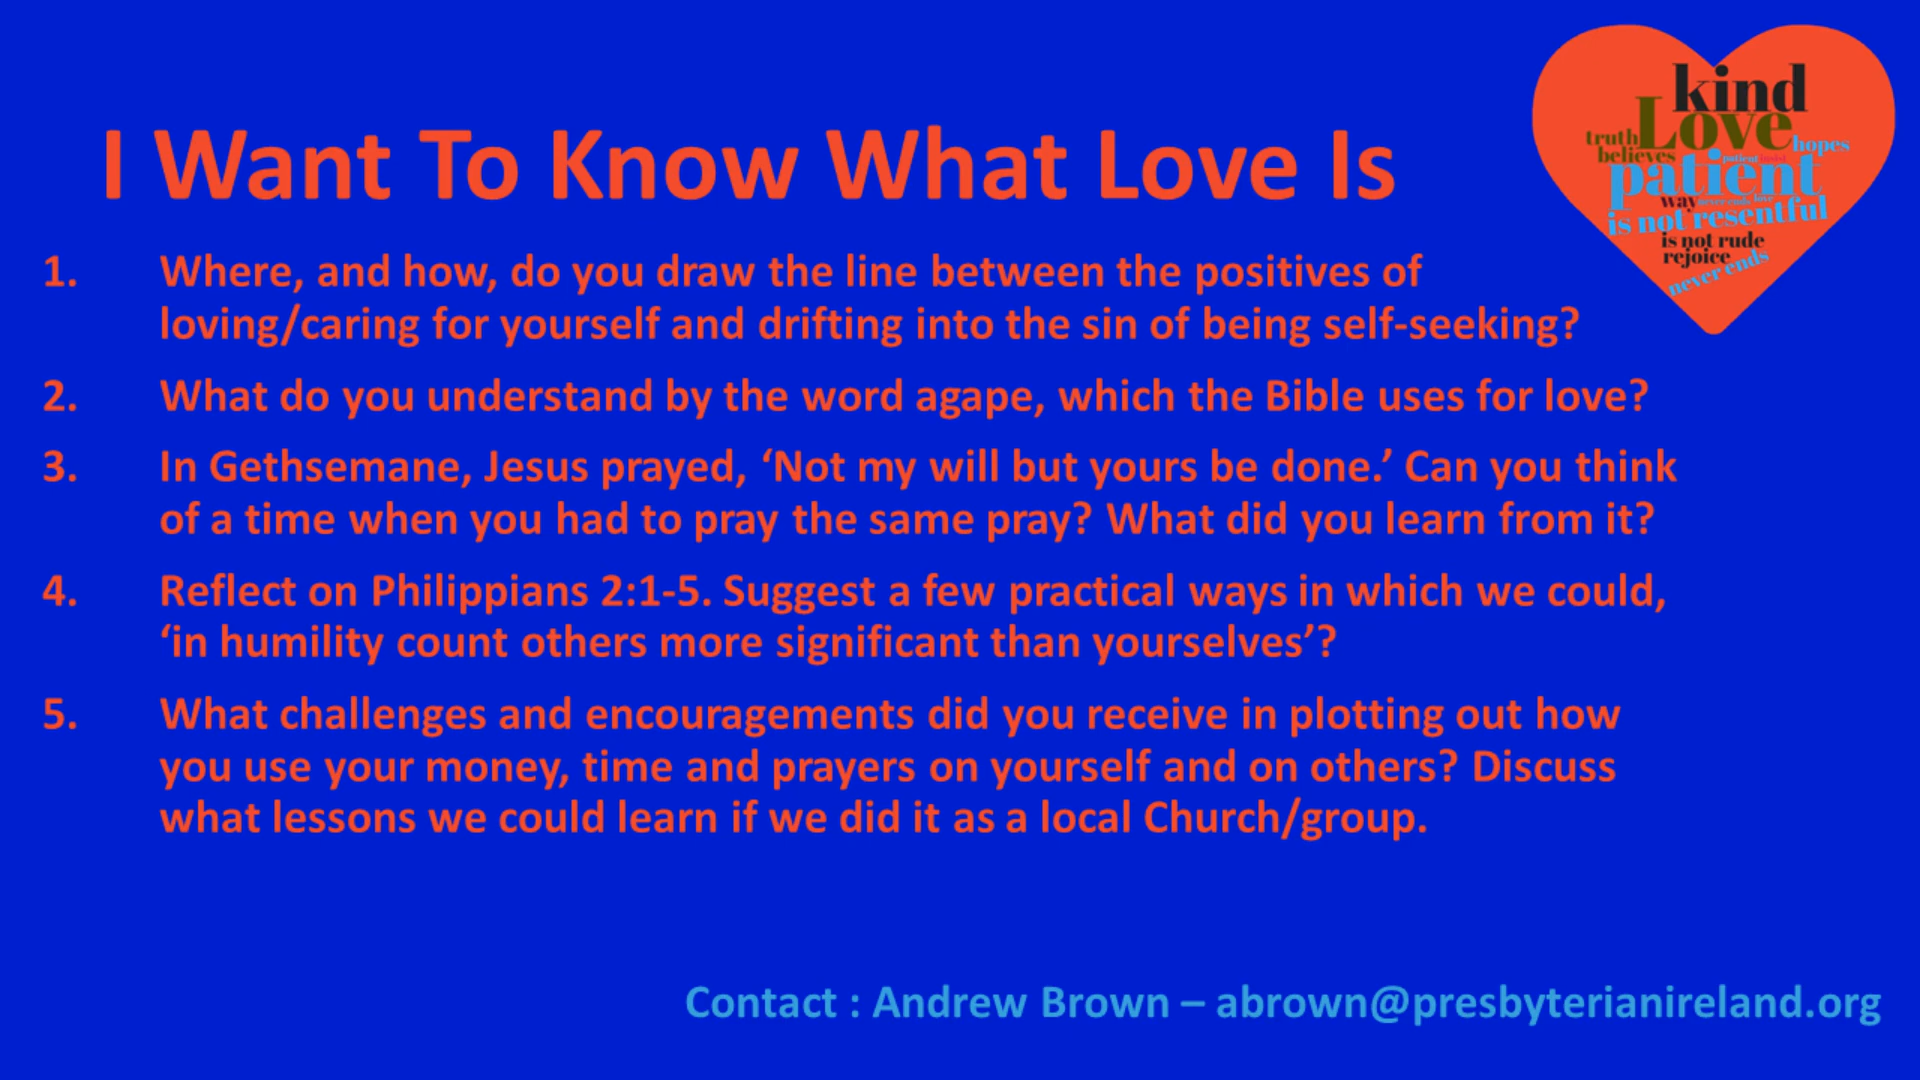 kind
Love
truth
hopes
believes
patient
patient
way
never ends love
is not resentful
is not rude
rejoice
never ends
I Want To Know What Love Is
1. Where, and how, do you draw the line between the positives of
loving/caring for yourself and drifting into the sin of being self-seeking?
2. What do you understand by the word agape, which the Bible uses for love?
3. In Gethsemane, Jesus prayed, ‘Not my will but yours be done.’ Can you think
of a time when you had to pray the same pray? What did you learn from it?
4. Reflect on Philippians 2:1-5. Suggest a few practical ways in which we could,
‘in humility count others more significant than yourselves’?
5. What challenges and encouragements did you receive in plotting out how
you use your money, time and prayers on yourself and on others? Discuss
what lessons we could learn if we did it as a local Church/group.
Contact : Andrew Brown – abrown@presbyterianireland.org